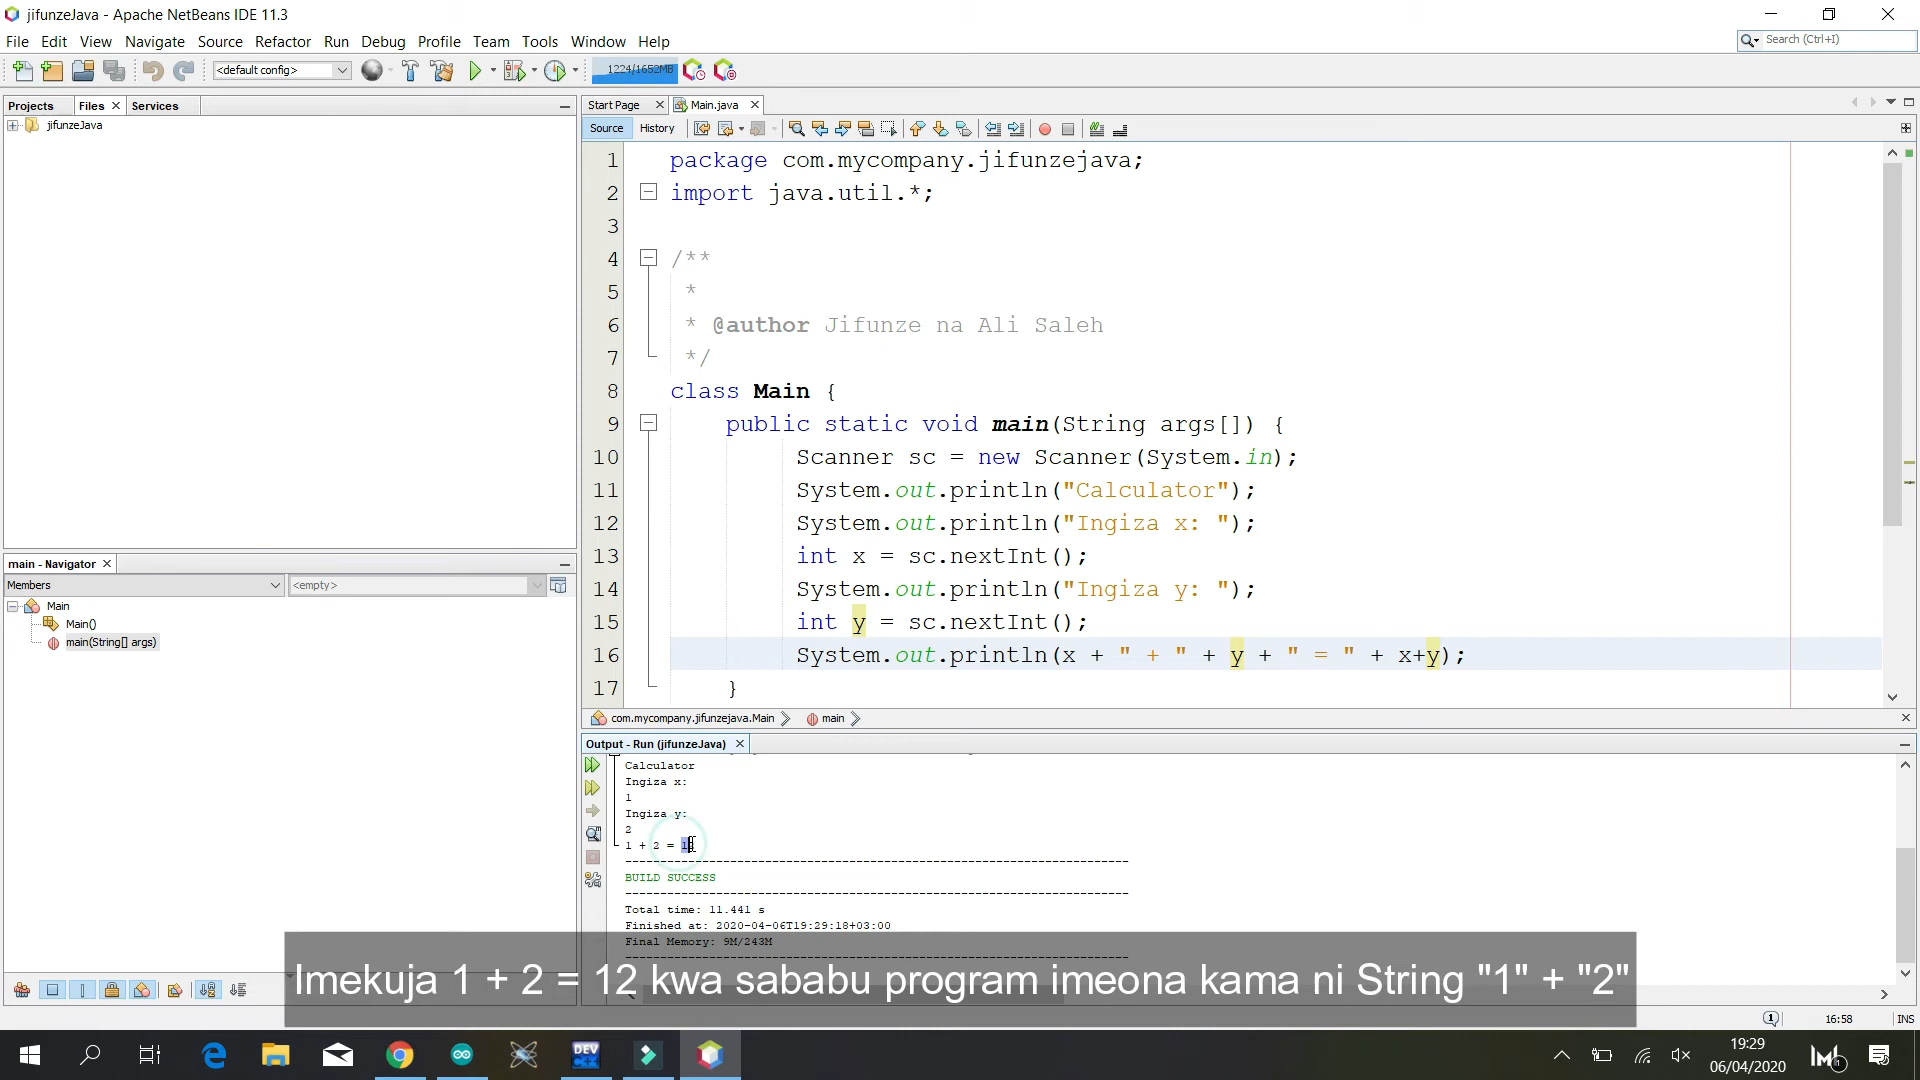 jifunzeJava - Apache NetBeans IDE 11.3
File Edit View Navigate Source Refactor Run Debug Profile Team Tools Window Help
Search (Ctrl+I)
<default config>
1224/1652MB
Projects Files Services
Start Page Main.java
jifunzeJava
Source History
1 package com.mycompany.jifunzejava;
2 import java.util.*;
3
4 /**
5 *
6 * @author Jifunze na Ali Saleh
7 */
8 class Main {
9 public static void main(String args[]) {
10 Scanner sc = new Scanner(System.in);
11 System.out.println("Calculator");
12 System.out.println("Ingiza x: ");
13 int x = sc.nextInt();
14 System.out.println("Ingiza y: ");
15 int y = sc.nextInt();
16 System.out.println(x + " + " + y + " = " + x+y);
17 }
main - Navigator
Members <empty>
Main
Main()
main(String[] args)
com.mycompany.jifunzejava.Main main
Output - Run (jifunzeJava)
Calculator
Ingiza x:
1
Ingiza y:
2
1 + 2 = 12
BUILD SUCCESS
Total time: 11.441 s
Finished at: 2020-04-06T19:29:18+03:00
Final Memory: 9M/243M
Imekuja 1 + 2 = 12 kwa sababu program imeona kama ni String "1" + "2"
16:58 INS
DEV
19:29
06/04/2020